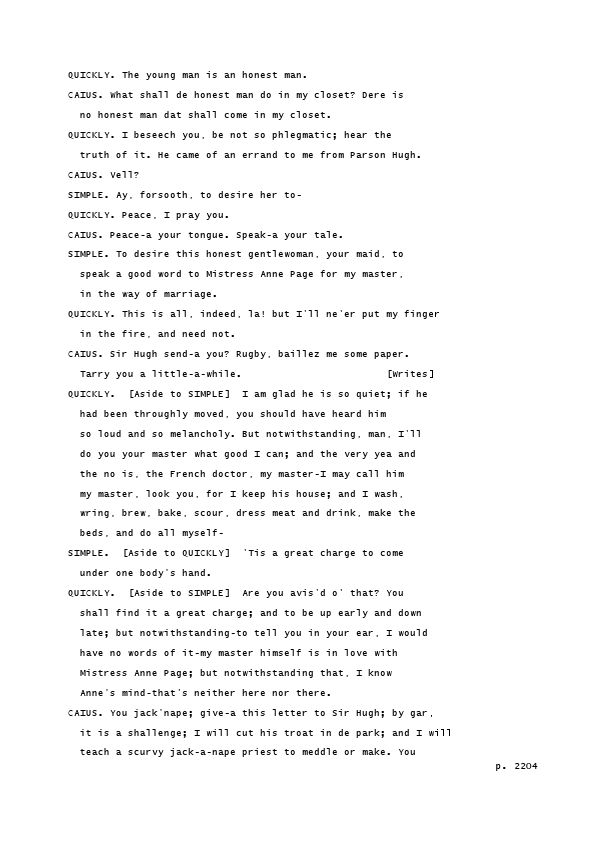 QUICKLY. The young man is an honest man.
CAIUS. What shall de honest man do in my closet? Dere is
no honest man dat shall come in my closet.
QUICKLY. I beseech you, be not so phlegmatic; hear the
truth of it. He came of an errand to me from Parson Hugh.
CAIUS. Vell?
SIMPLE. Ay, forsooth, to desire her to-
QUICKLY. Peace, I pray you.
CAIUS. Peace-a your tongue. Speak-a your tale.
SIMPLE. To desire this honest gentlewoman, your maid, to
speak a good word to Mistress Anne Page for my master,
in the way of marriage.
QUICKLY. This is all, indeed, la! but I'll ne'er put my finger
in the fire, and need not.
CAIUS. Sir Hugh send-a you? Rugby, baillez me some paper.
Tarry you a little-a-while. [Writes]
QUICKLY. [Aside to SIMPLE] I am glad he is so quiet; if he
had been throughly moved, you should have heard him
so loud and so melancholy. But notwithstanding, man, I'll
do you your master what good I can; and the very yea and
the no is, the French doctor, my master-I may call him
my master, look you, for I keep his house; and I wash,
wring, brew, bake, scour, dress meat and drink, make the
beds, and do all myself-
SIMPLE. [Aside to QUICKLY] 'Tis a great charge to come
under one body's hand.
QUICKLY. [Aside to SIMPLE] Are you avis'd o' that? You
shall find it a great charge; and to be up early and down
late; but notwithstanding-to tell you in your ear, I would
have no words of it-my master himself is in love with
Mistress Anne Page; but notwithstanding that, I know
Anne's mind-that's neither here nor there.
CAIUS. You jack'nape; give-a this letter to Sir Hugh; by gar,
it is a shallenge; I will cut his troat in de park; and I will
teach a scurvy jack-a-nape priest to meddle or make. You
p. 2204